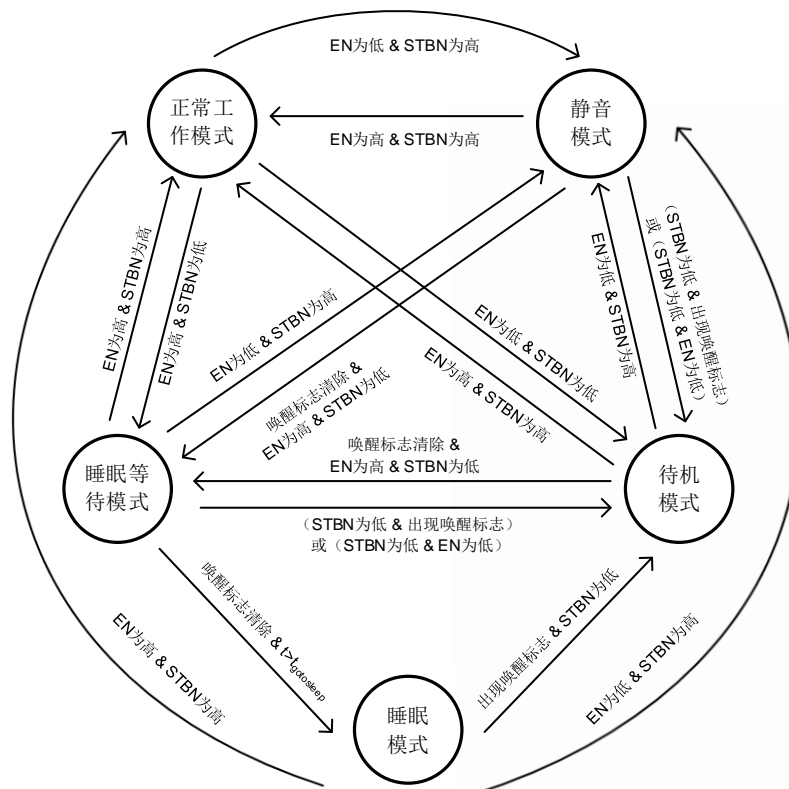 EN为低 & STBN为高
正常工
作模式
静音
模式
EN为高 & STBN为高
EN为高 & STBN为高
EN为高 & STBN为低
EN为低 & STBN为高
唤醒标志清除 &
EN为高 & STBN为低
EN为低 & STBN为低
EN为高 & STBN为高
EN为低 & STBN为高
（STBN为低 & 出现唤醒标志）
或（STBN为低 & EN为低）
唤醒标志清除 &
EN为高 & STBN为低
睡眠等
待模式
待机
模式
（STBN为低 & 出现唤醒标志）
或（STBN为低 & EN为低）
唤醒标志清除 & t>tgotosleep
出现唤醒标志 & STBN为低
EN为高 & STBN为高
EN为低 & STBN为高
睡眠
模式